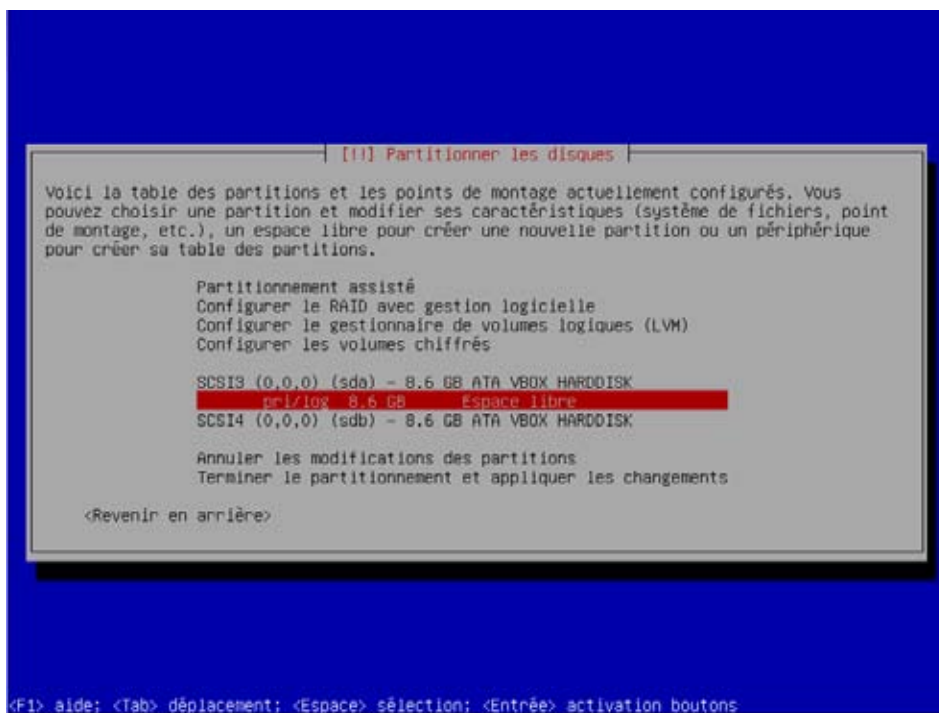 [!!] Partitionner les disques
Voici la table des partitions et les points de montage actuellement configurés. Vous
pouvez choisir une partition et modifier ses caractéristiques (système de fichiers, point
de montage, etc.), un espace libre pour créer une nouvelle partition ou un périphérique
pour créer sa table des partitions.
Partitionnement assisté
Configurer le RAID avec gestion logicielle
Configurer le gestionnaire de volumes logiques (LVM)
Configurer les volumes chiffrés
SCSI3 (0,0,0) (sda) - 8.6 GB ATA VBOX HARDDISK
pri/log 8.6 GB Espace libre
SCSI4 (0,0,0) (sdb) - 8.6 GB ATA VBOX HARDDISK
Annuler les modifications des partitions
Terminer le partitionnement et appliquer les changements
<Revenir en arrière>
<F1> aide; <Tab> déplacement; <Espace> sélection; <Entrée> activation boutons